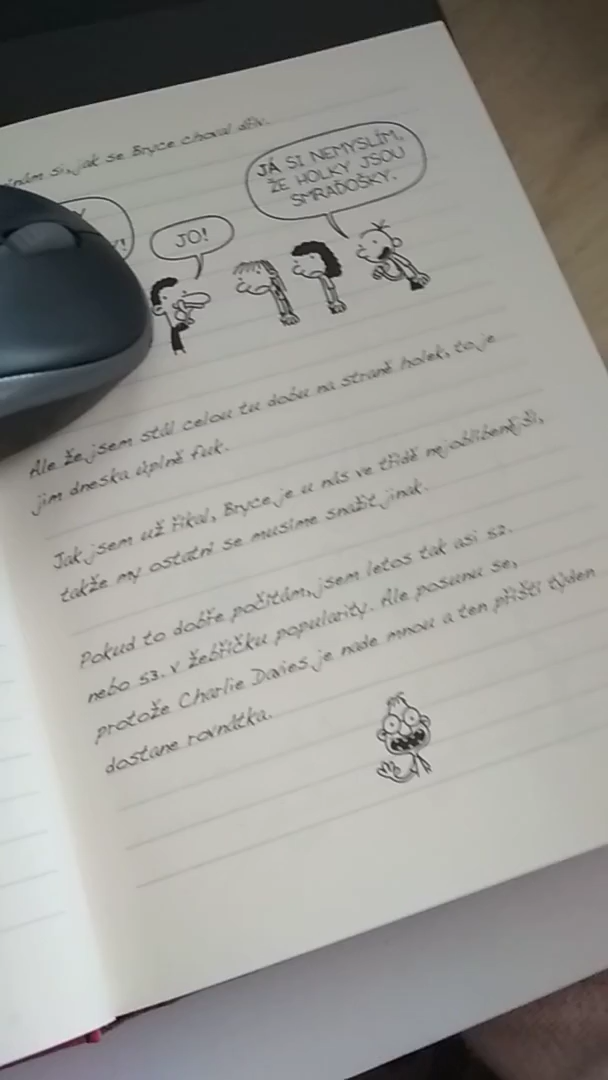 si, jak se Bryce choval dřív.
JO!
JÁ SI NEMYSLÍM,
ŽE HOLKY JSOU
SMRADOŠKY.
Ale že jsem stál celou tu dobu na straně holek, to je
jim dneska úplně fuk.
Jak jsem už říkal, Bryce je u nás ve třídě nejoblíbenější,
takže my ostatní se musíme snažit jinak.
Pokud to dobře počítám, jsem letos tak asi 52.
nebo 53. v žebříčku popularity. Ale posunu se,
protože Charlie Davies je nade mnou a ten příští týden
dostane rovnátka.